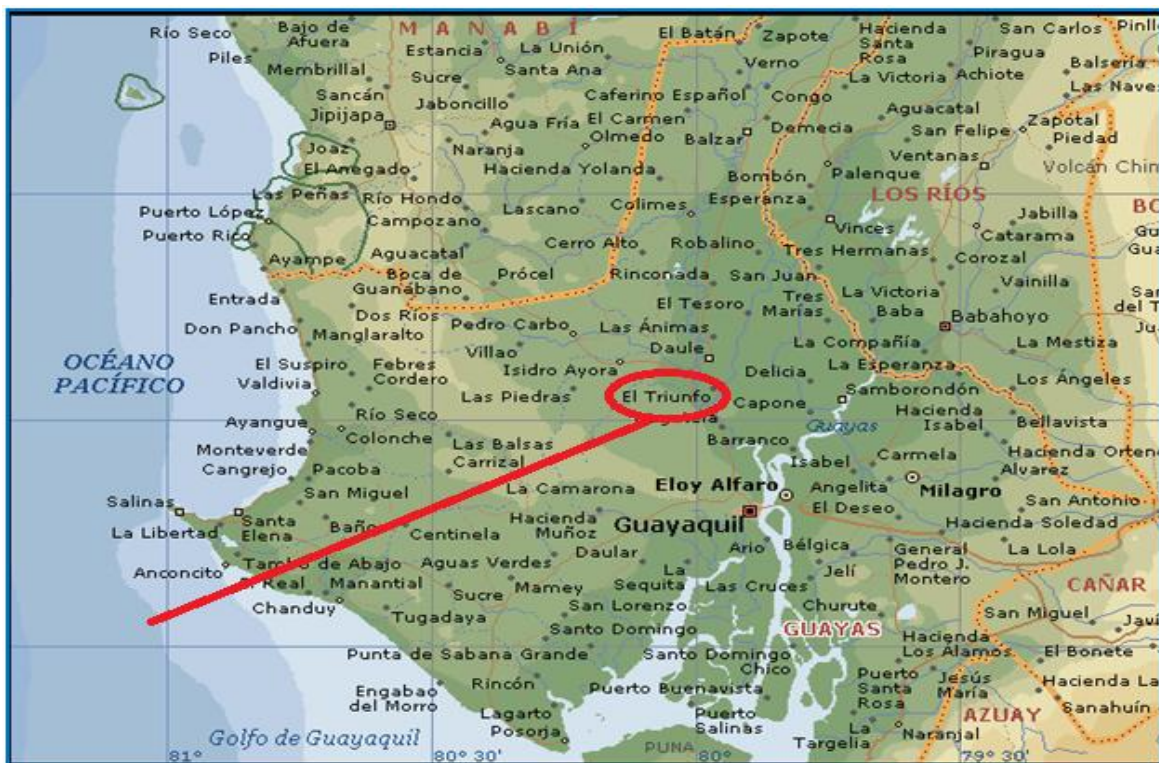 Río Seco
Bajo de
Afuera
MANABÍ
El Batán
Zapote
Hacienda
Santa
Rosa
San Carlos
Piles
Estancia
La Unión
Piragua
Membrillal
Sucre
Santa Ana
Verno
La Victoria
Achiote
Balsería
Las Naves
Sancán
Jaboncillo
Caferino Español
Congo
Jipijapa
Aguacatal
Zapotal
Agua Fría
El Carmen
Olmedo
Balzar
Demecia
San Felipe
Piedad
Joaz
Naranja
Ventanas
El Anegado
Hacienda Yolanda
Palenque
Volcán
Bombón
LOS RÍOS
Las Peñas
Río Hondo
Lascano
Colimes
Esperanza
Puerto López
Campozano
Vinces
Jabilla
Puerto Rico
Catarama
Cerro Alto
Robalino
Tres Hermanas
Ayampe
Aguacatal
Corozal
Boca de
Guanábano
Prócel
Rinconada
San Juan
Entrada
Vainilla
La Victoria
El Tesoro
Tres
Marías
Dos Ríos
Baba
Don Pancho
Manglaralto
Pedro Carbo
Las Ánimas
Babahoyo
Villao
Daule
La Compañía
La Mestiza
OCÉANO
PACÍFICO
El Suspiro
Febres
Cordero
Isidro Ayora
La Esperanza
Valdivia
Delicia
Los Ángeles
Las Piedras
El Triunfo
Samborondón
Capone
Río Seco
Hacienda
Isabel
Ayangue
Colonche
Guayas
Bellavista
Las Balsas
Barranco
Monteverde
Carrizal
Carmela
Hacienda
Cangrejo
Pacoba
Isabel
Alvarez
San Miguel
La Camarona
Eloy Alfaro
Angelita
Milagro
Salinas
San Antonio
El Deseo
Hacienda
Muñoz
Guayaquil
La Libertad
Santa
Elena
Centinela
Hacienda Soledad
Ario
Bélgica
Daular
General
Pedro J.
Montero
La Lola
Anconcito
de Abajo
Aguas Verdes
La
Sequita
Jelí
CAÑAR
Real
Manantial
Mamey
Las Cruces
Sucre
Chanduy
San Lorenzo
Churute
San Miguel
Tugadaya
Santo Domingo
GUAYAS
Hacienda
Los Alamos
El Bonete
Punta de Sabana Grande
Santo Domingo
Chico
Puerto
Santa
Rosa
Jesús
María
Hacienda La
Rincón
Engabao
del Morro
Puerto Buenavista
Sanahuín
Lagarto
Puerto
Salinas
AZUAY
La
Targelia
Naranjal
Posorja
Golfo de Guayaquil
PUNA
81°
80° 30'
80°
79° 30'